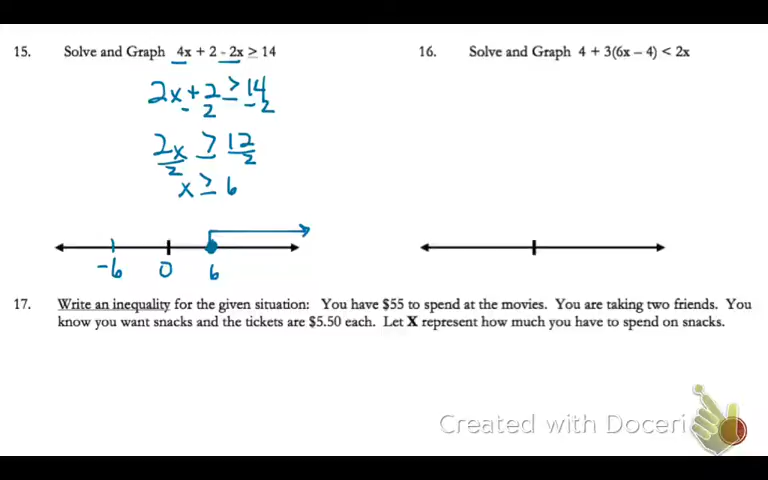 15. Solve and Graph 4x + 2 - 2x ≥ 14
2x + 2 ≥ 14
- 2 - 2
2x ≥ 12
2 2
x ≥ 6
-6 0 6
16. Solve and Graph 4 + 3(6x – 4) < 2x
17. Write an inequality for the given situation: You have $55 to spend at the movies. You are taking two friends. You
know you want snacks and the tickets are $5.50 each. Let X represent how much you have to spend on snacks.
Created with Doceri